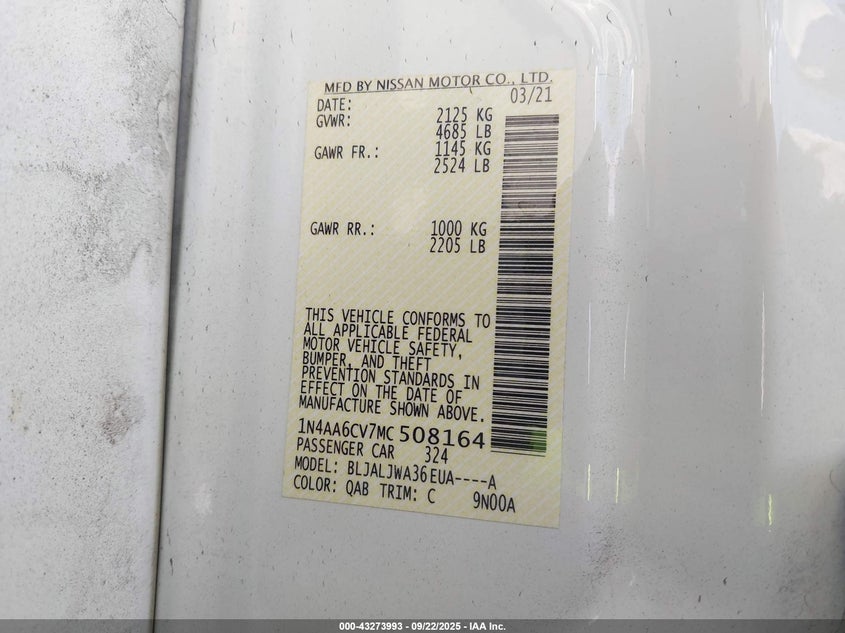 MFD BY NISSAN MOTOR CO., LTD.
DATE: 03/21
GVWR: 2125 KG
4685 LB
GAWR FR.: 1145 KG
2524 LB
GAWR RR.: 1000 KG
2205 LB
THIS VEHICLE CONFORMS TO
ALL APPLICABLE FEDERAL
MOTOR VEHICLE SAFETY,
BUMPER, AND THEFT
PREVENTION STANDARDS IN
EFFECT ON THE DATE OF
MANUFACTURE SHOWN ABOVE.
1N4AA6CV7MC508164
PASSENGER CAR 324
MODEL: BLJALJWA36EUA----A
COLOR: QAB TRIM: C 9N00A
000-43273993 - 09/22/2025 - IAA Inc.